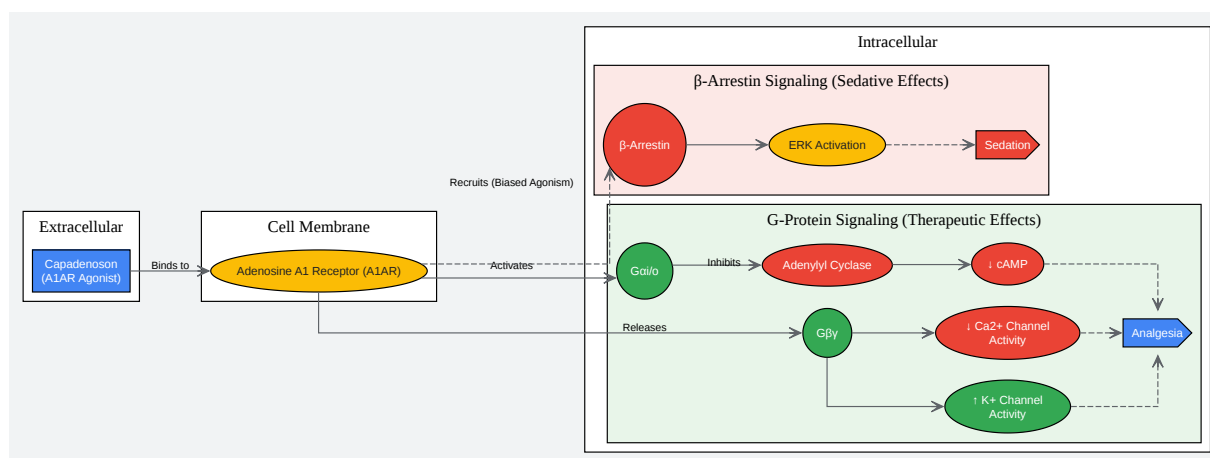 Intracellular
β-Arrestin Signaling (Sedative Effects)
β-Arrestin
ERK Activation
Sedation
Recruits (Biased Agonism)
Extracellular
Capadenoson
(A1AR Agonist)
Binds to
Cell Membrane
Adenosine A1 Receptor (A1AR)
Activates
G-Protein Signaling (Therapeutic Effects)
Gαi/o
Inhibits
Adenylyl Cyclase
↓ cAMP
Releases
Gβγ
↓ Ca2+ Channel
Activity
Analgesia
↑ K+ Channel
Activity